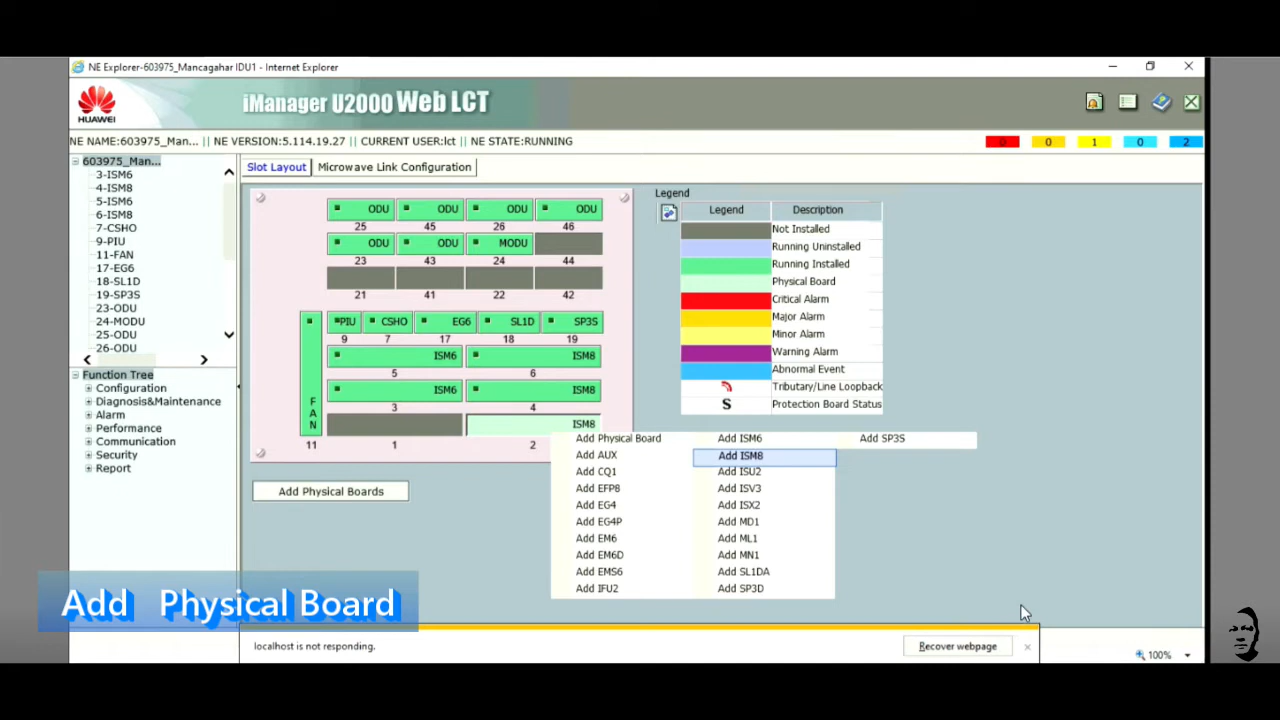 NE Explorer-603975_Mancagahar IDU1 - Internet Explorer
HUAWEI
iManager U2000 Web LCT
NE NAME:603975_Man... || NE VERSION:5.114.19.27 || CURRENT USER:lct || NE STATE:RUNNING
0 0 1 0 2
603975_Man...
3-ISM6
4-ISM8
5-ISM6
6-ISM8
7-CSHO
9-PIU
11-FAN
17-EG6
18-SL1D
19-SP3S
23-ODU
24-MODU
25-ODU
26-ODU
Function Tree
Configuration
Diagnosis&Maintenance
Alarm
Performance
Communication
Security
Report
Slot Layout
Microwave Link Configuration
ODU ODU ODU ODU
25 45 26 46
ODU ODU MODU
23 43 24 44
21 41 22 42
PIU CSHO EG6 SL1D SP3S
9 7 17 18 19
ISM6 ISM8
5 6
ISM6 ISM8
3 4
FAN
ISM8
11 1 2
Add Physical Boards
Legend
Legend Description
Not Installed
Running Uninstalled
Running Installed
Physical Board
Critical Alarm
Major Alarm
Minor Alarm
Warning Alarm
Abnormal Event
Tributary/Line Loopback
S Protection Board Status
Add Physical Board
Add AUX
Add CQ1
Add EFP8
Add EG4
Add EG4P
Add EM6
Add EM6D
Add EMS6
Add IFU2
Add ISM6
Add ISM8
Add ISU2
Add ISV3
Add ISX2
Add MD1
Add ML1
Add MN1
Add SL1DA
Add SP3D
Add SP3S
Add Physical Board
localhost is not responding.
Recover webpage
100%